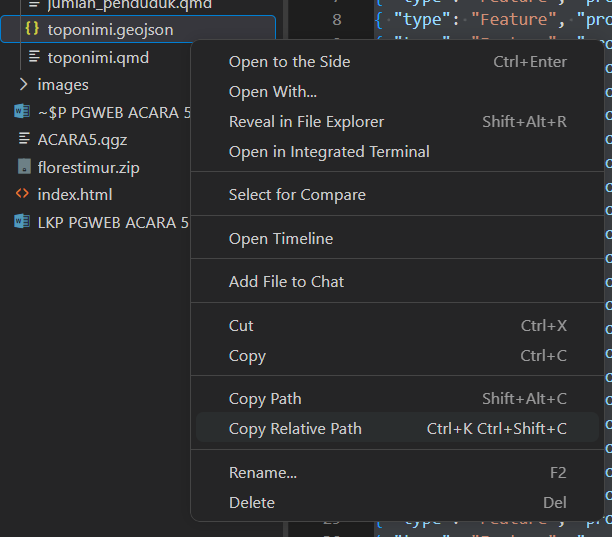 jumlah_penduduk.qmd
{} toponimi.geojson
toponimi.qmd
images
~$P PGWEB ACARA 5
ACARA5.qgz
florestimur.zip
<> index.html
LKP PGWEB ACARA 5
8 { "type": "Feature", "pro
Open to the Side Ctrl+Enter
Open With...
Reveal in File Explorer Shift+Alt+R
Open in Integrated Terminal
Select for Compare
Open Timeline
Add File to Chat
Cut Ctrl+X
Copy Ctrl+C
Copy Path Shift+Alt+C
Copy Relative Path Ctrl+K Ctrl+Shift+C
Rename... F2
Delete Del